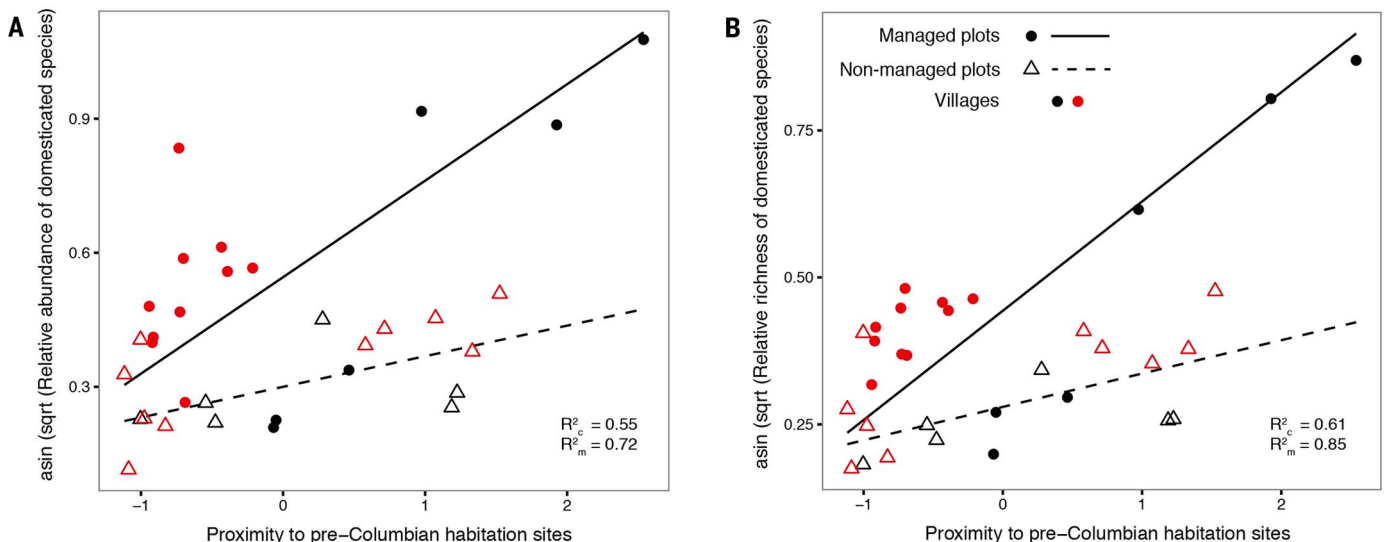 A
asin (sqrt (Relative abundance of domesticated species)
0.9
0.6
0.3
R²c = 0.55
R²m = 0.72
−1
0
1
2
Proximity to pre−Columbian habitation sites
B
asin (sqrt (Relative richness of domesticated species)
Managed plots
Non-managed plots
Villages
0.75
0.50
0.25
R²c = 0.61
R²m = 0.85
−1
0
1
2
Proximity to pre−Columbian habitation sites